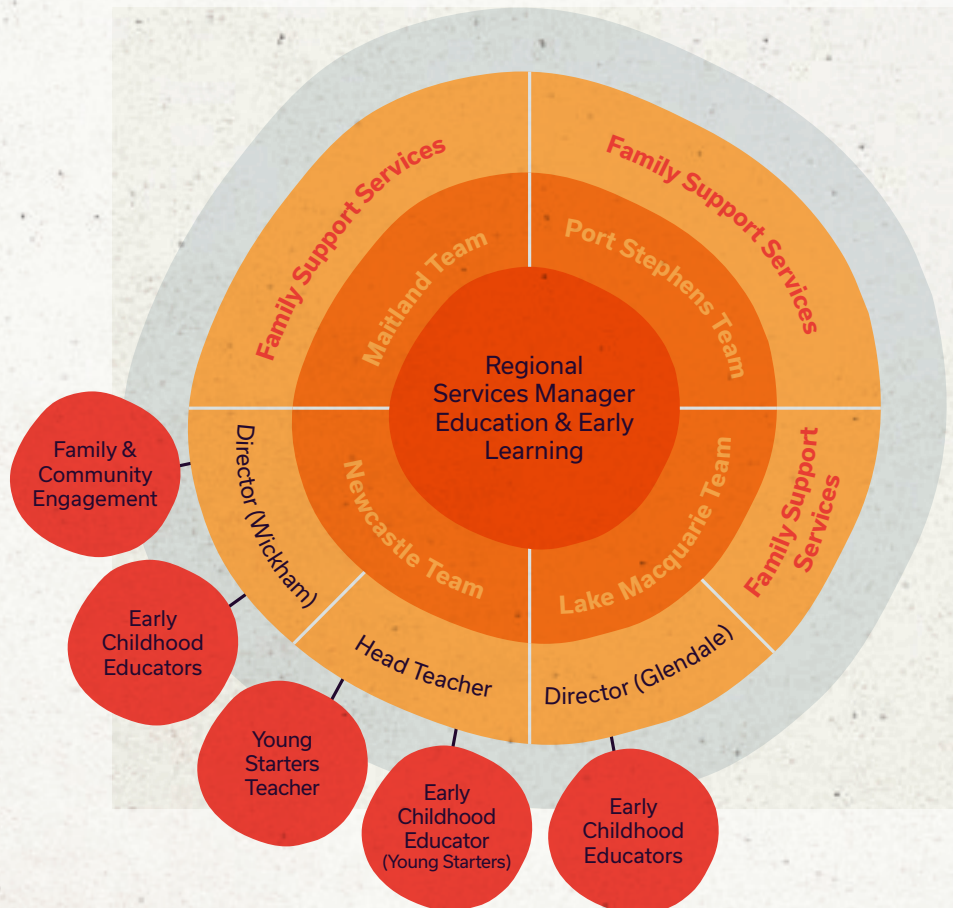 Family Support Services
Family Support Services
Maitland Team
Port Stephens Team
Regional
Services Manager
Education & Early
Learning
Newcastle Team
Lake Macquarie Team
Family Support
Services
Director (Wickham)
Head Teacher
Director (Glendale)
Family &
Community
Engagement
Early
Childhood
Educators
Young
Starters
Teacher
Early
Childhood
Educator
(Young Starters)
Early
Childhood
Educators